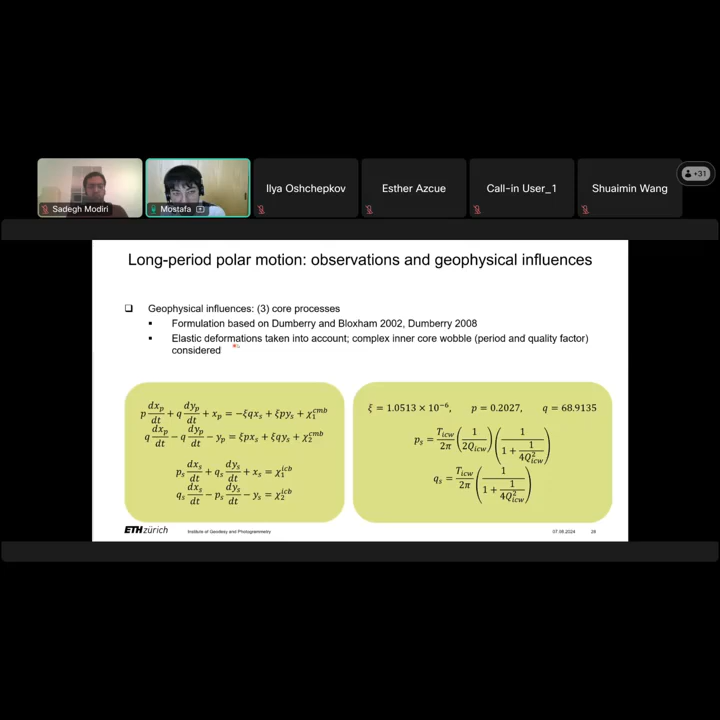 Ilya Oshchepkov
Esther Azcue
Call-in User_1
Shuaimin Wang
+31
Sadegh Modiri
Mostafa
Long-period polar motion: observations and geophysical influences
Geophysical influences: (3) core processes
Formulation based on Dumberry and Bloxham 2002, Dumberry 2008
Elastic deformations taken into account; complex inner core wobble (period and quality factor)
considered
p dx_p/dt + q dy_p/dt + x_p = −ξqx_s + ξpy_s + χ_1^cmb
q dx_p/dt − q dy_p/dt − y_p = ξpx_s + ξqy_s + χ_2^cmb
p_s dx_s/dt + q_s dy_s/dt + x_s = χ_1^icb
q_s dx_s/dt − p_s dy_s/dt − y_s = χ_2^icb
ξ = 1.0513 × 10^−6, p = 0.2027, q = 68.9135
p_s = T_icw/2π (1/2Q_icw) (1/(1 + 1/4Q_icw^2))
q_s = T_icw/2π (1/(1 + 1/4Q_icw^2))
ETH zürich
Institute of Geodesy and Photogrammetry
07.05.2024
28